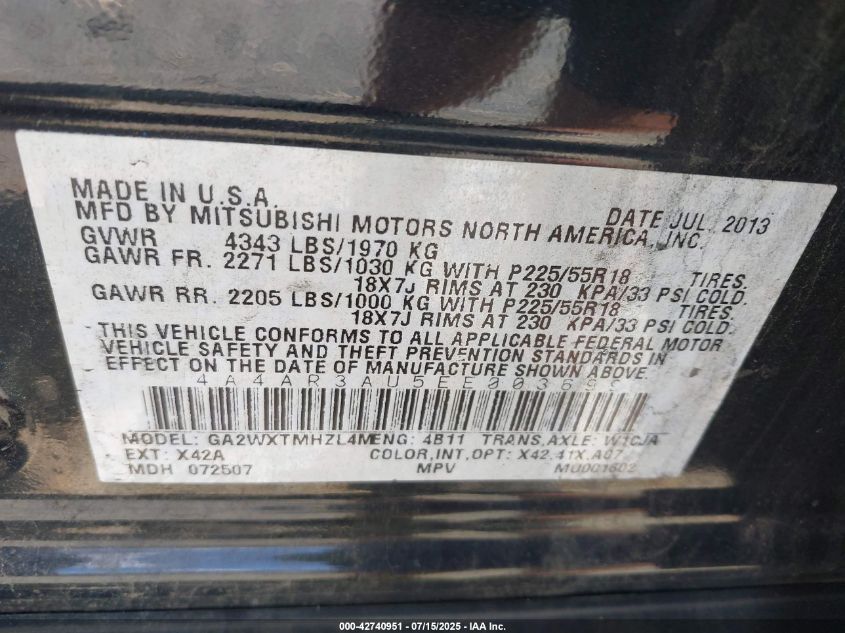 MADE IN U.S.A.
MFD BY MITSUBISHI MOTORS NORTH AMERICA, INC.
DATE JUL. 2013
GVWR 4343 LBS/1970 KG
GAWR FR. 2271 LBS/1030 KG WITH P225/55R18 TIRES.
18X7J RIMS AT 230 KPA/33 PSI COLD.
GAWR RR. 2205 LBS/1000 KG WITH P225/55R18 TIRES.
18X7J RIMS AT 230 KPA/33 PSI COLD.
THIS VEHICLE CONFORMS TO ALL APPLICABLE FEDERAL MOTOR
VEHICLE SAFETY AND THEFT PREVENTION STANDARDS IN
EFFECT ON THE DATE OF MANUFACTURE SHOWN ABOVE.
MODEL: GA2WXTMHZL4M ENG: 4B11 TRANS,AXLE: W1CJA
EXT: X42A COLOR,INT,OPT: X42,41X,A07
MDH 072507 MPV MU001602
000-42740951 / 07/15/2025 - IAA Inc.